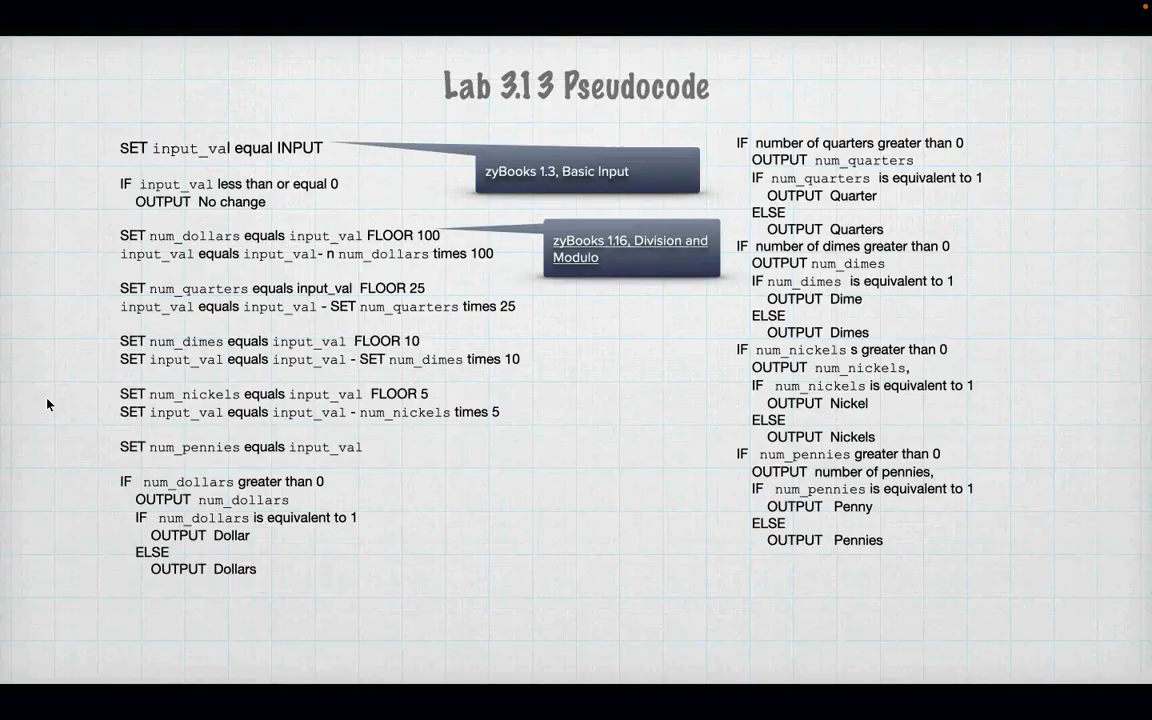 Lab 3.13 Pseudocode
SET input_val equal INPUT
zyBooks 1.3, Basic Input
IF input_val less than or equal 0
OUTPUT No change
SET num_dollars equals input_val FLOOR 100
input_val equals input_val- n num_dollars times 100
zyBooks 1.16, Division and
Modulo
SET num_quarters equals input_val FLOOR 25
input_val equals input_val - SET num_quarters times 25
SET num_dimes equals input_val FLOOR 10
SET input_val equals input_val - SET num_dimes times 10
SET num_nickels equals input_val FLOOR 5
SET input_val equals input_val - num_nickels times 5
SET num_pennies equals input_val
IF num_dollars greater than 0
OUTPUT num_dollars
IF num_dollars is equivalent to 1
OUTPUT Dollar
ELSE
OUTPUT Dollars
IF number of quarters greater than 0
OUTPUT num_quarters
IF num_quarters is equivalent to 1
OUTPUT Quarter
ELSE
OUTPUT Quarters
IF number of dimes greater than 0
OUTPUT num_dimes
IF num_dimes is equivalent to 1
OUTPUT Dime
ELSE
OUTPUT Dimes
IF num_nickels s greater than 0
OUTPUT num_nickels,
IF num_nickels is equivalent to 1
OUTPUT Nickel
ELSE
OUTPUT Nickels
IF num_pennies greater than 0
OUTPUT number of pennies,
IF num_pennies is equivalent to 1
OUTPUT Penny
ELSE
OUTPUT Pennies